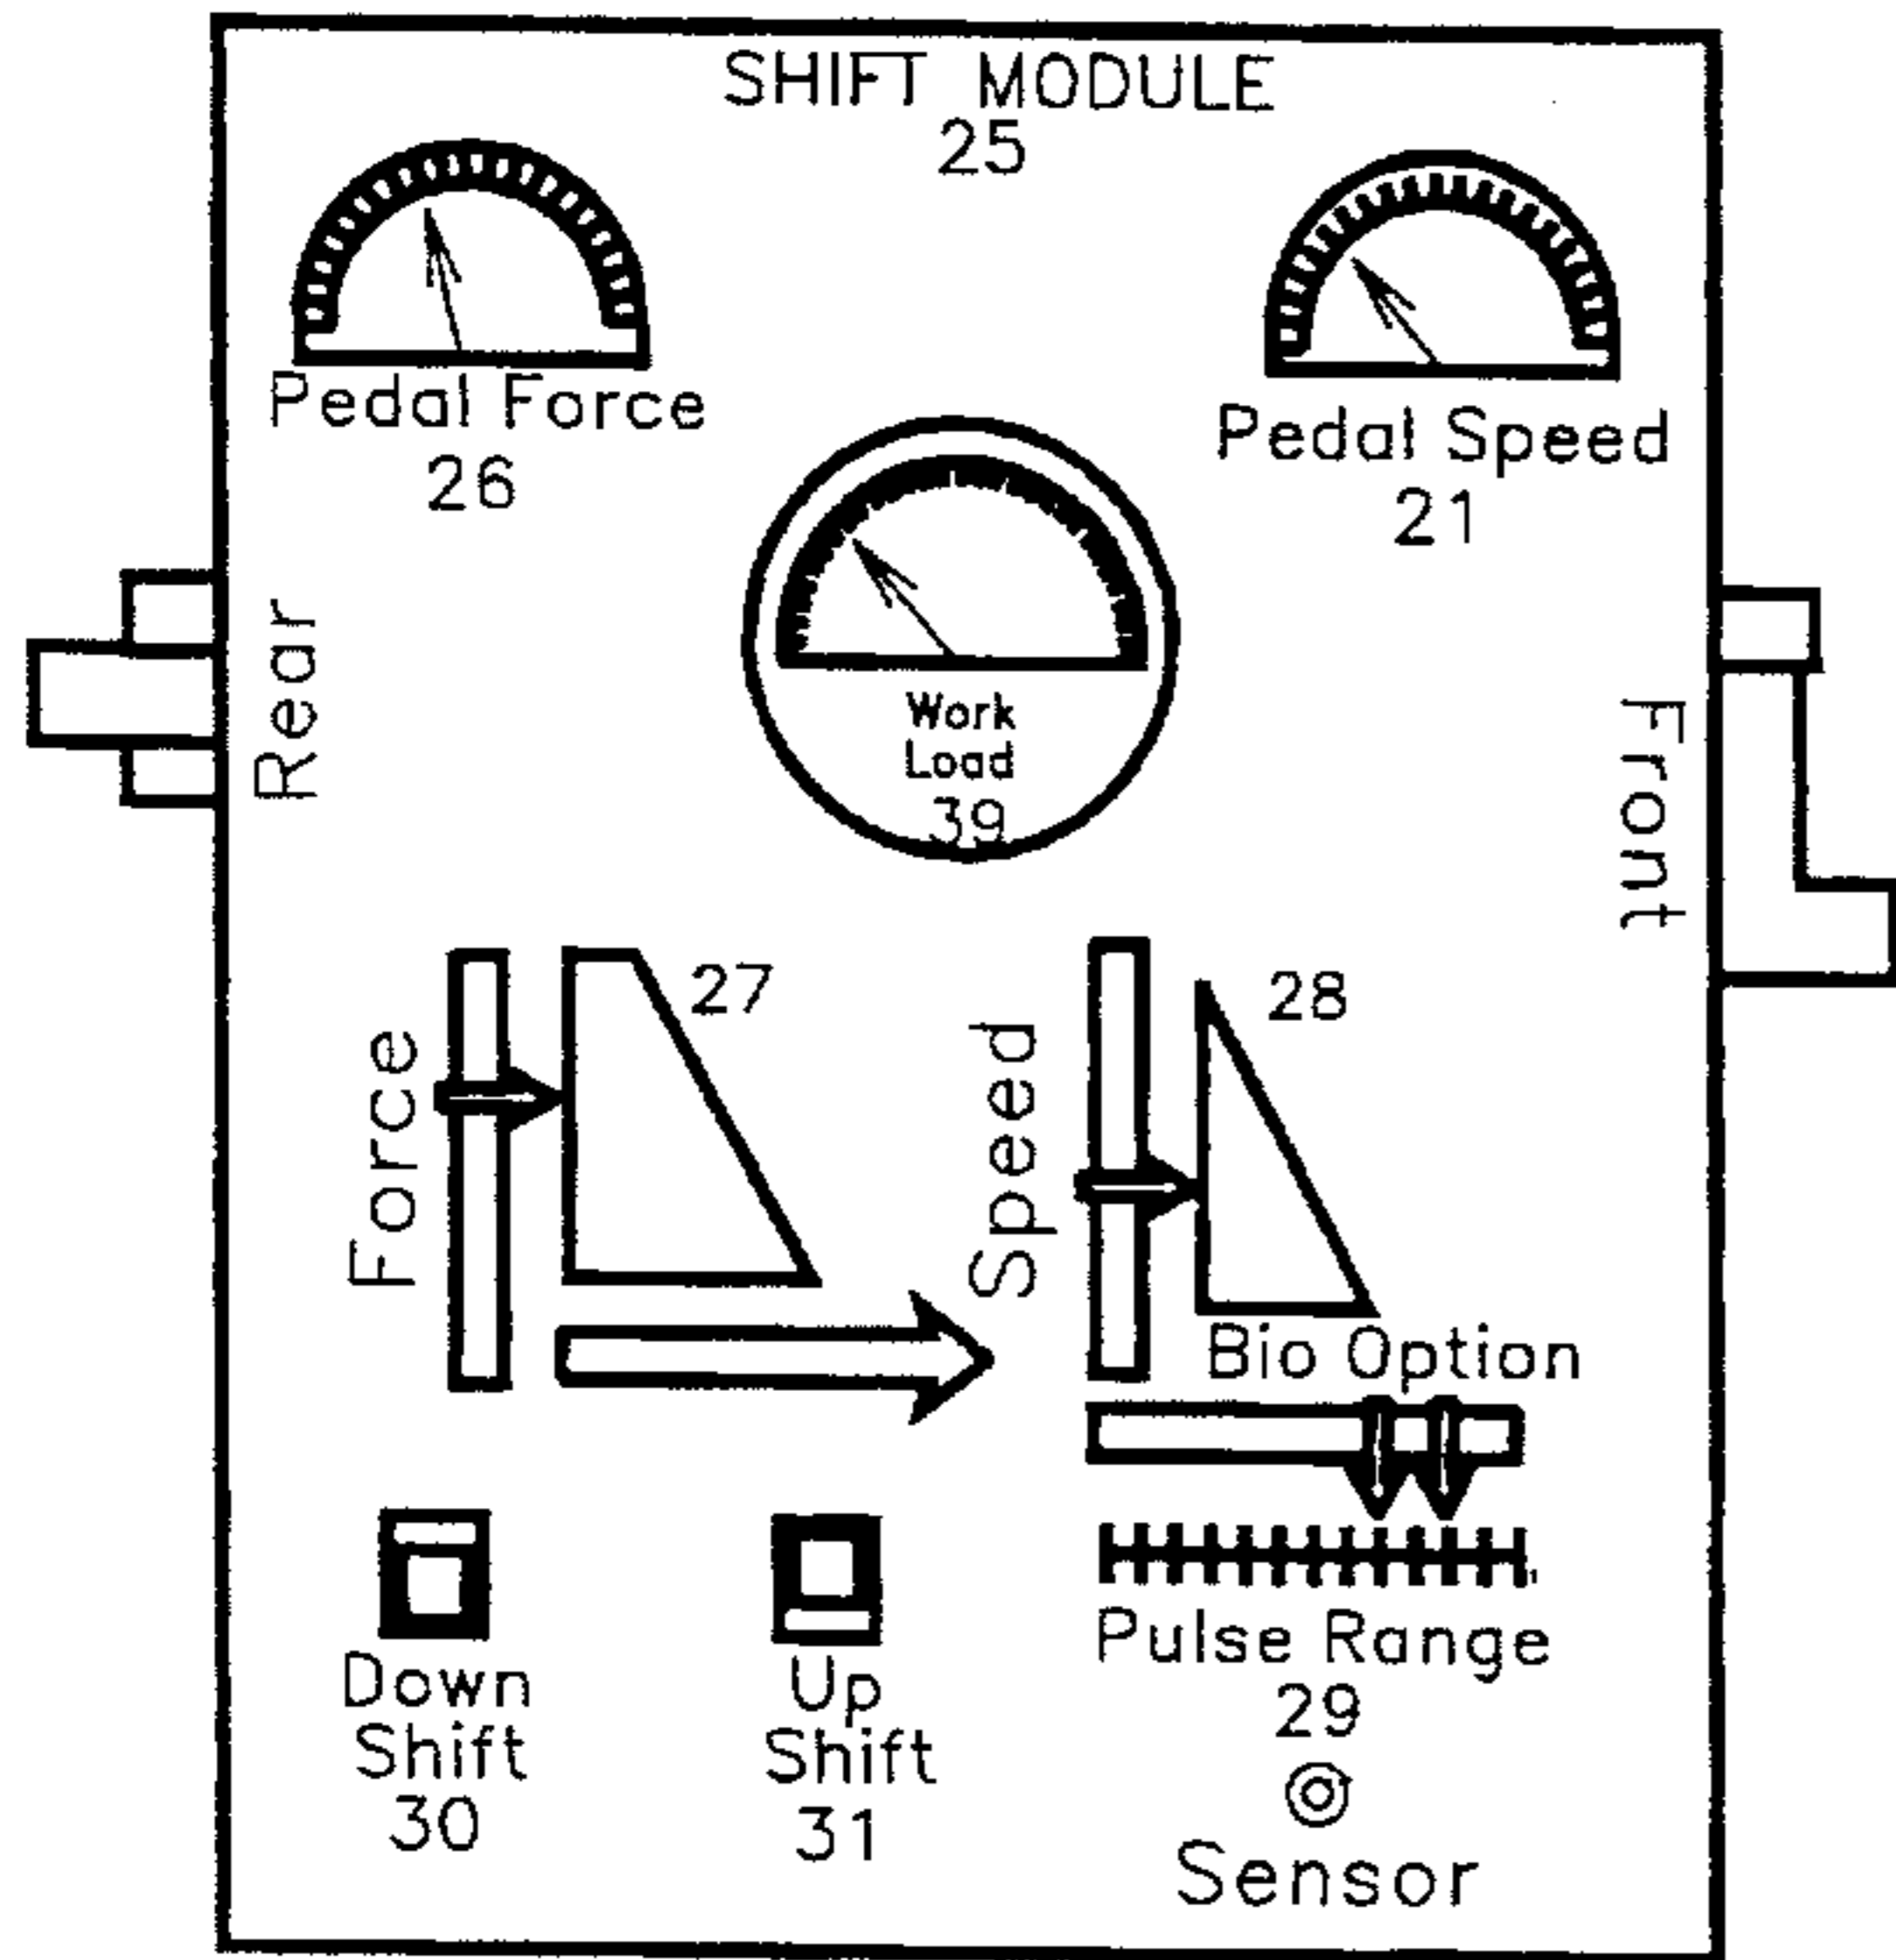 SHIFT MODULE
25
Pedal Force
26
Pedal Speed
21
Rear
Work
Load
39
Front
Force
27
Speed
28
Bio Option
Down
Shift
30
Up
Shift
31
Pulse Range
29
Sensor